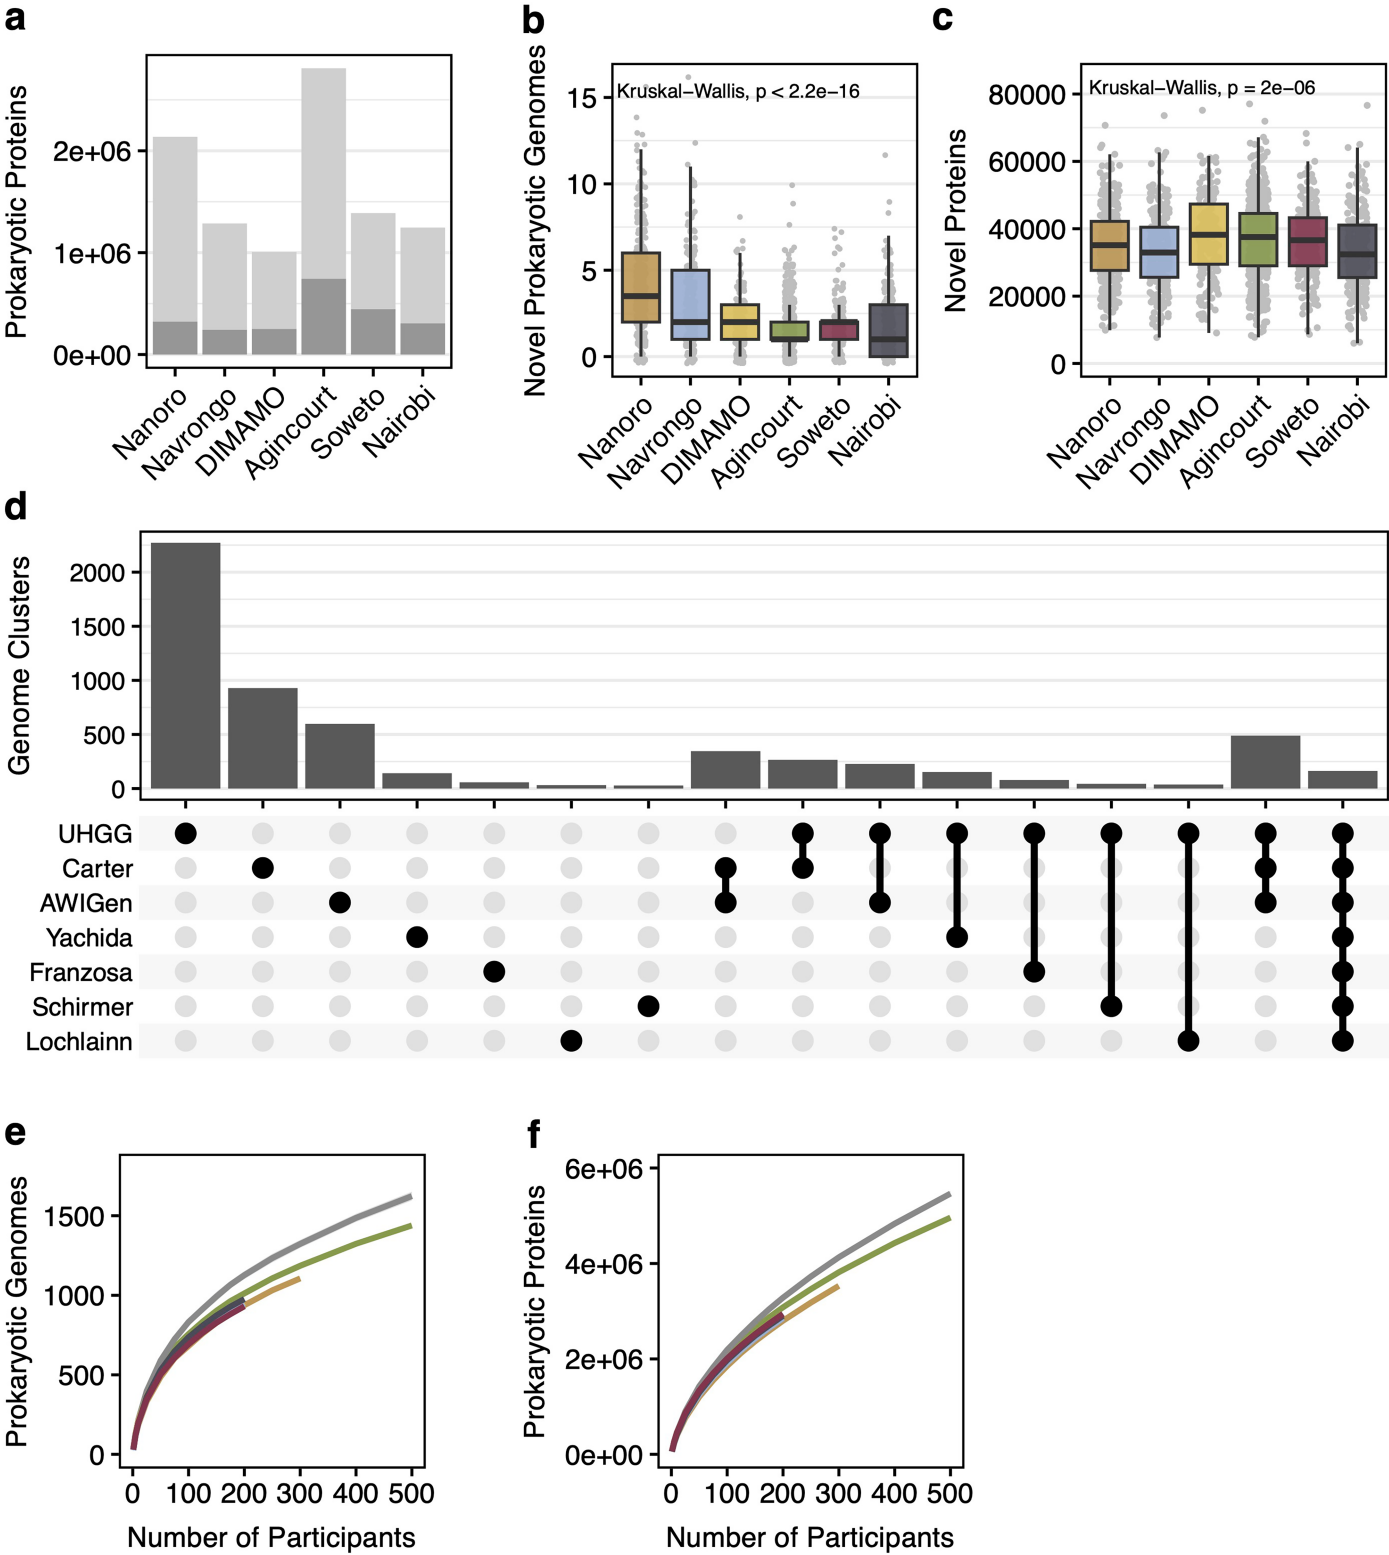 a
Prokaryotic Proteins
2e+06
1e+06
0e+00
Nanoro
Navrongo
DIMAMO
Agincourt
Soweto
Nairobi
b
Novel Prokaryotic Genomes
Kruskal−Wallis, p < 2.2e−16
15
10
5
0
Nanoro
Navrongo
DIMAMO
Agincourt
Soweto
Nairobi
c
Novel Proteins
Kruskal−Wallis, p = 2e−06
80000
60000
40000
20000
0
Nanoro
Navrongo
DIMAMO
Agincourt
Soweto
Nairobi
d
Genome Clusters
2000
1500
1000
500
0
UHGG
Carter
AWIGen
Yachida
Franzosa
Schirmer
Lochlainn
e
Prokaryotic Genomes
1500
1000
500
0
0 100 200 300 400 500
Number of Participants
f
Prokaryotic Proteins
6e+06
4e+06
2e+06
0e+00
0 100 200 300 400 500
Number of Participants